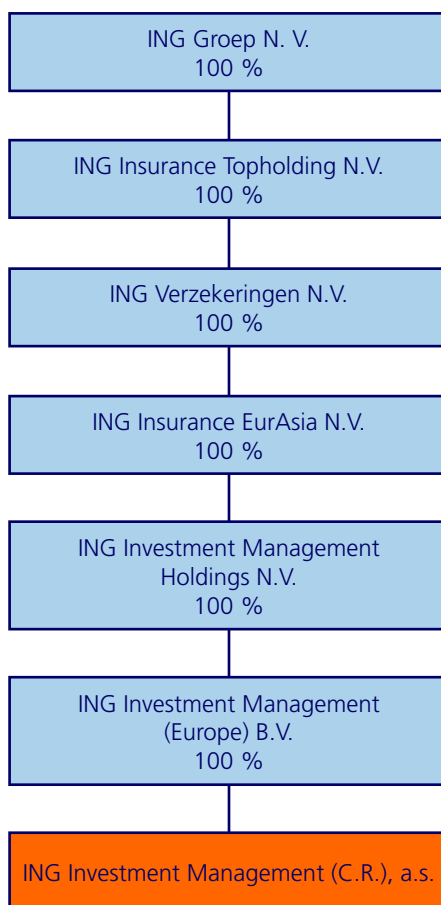 ING Groep N. V.
100 %
ING Insurance Topholding N.V.
100 %
ING Verzekeringen N.V.
100 %
ING Insurance EurAsia N.V.
100 %
ING Investment Management
Holdings N.V.
100 %
ING Investment Management
(Europe) B.V.
100 %
ING Investment Management (C.R.), a.s.